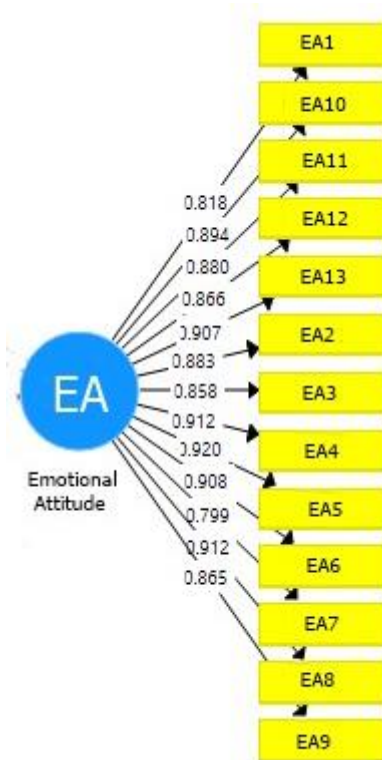 EA1
EA10
EA11
EA12
EA13
EA2
EA3
EA4
EA5
EA6
EA7
EA8
EA9
0.818
0.894
0.880
0.866
0.907
0.883
0.858
0.912
0.920
0.908
0.799
0.912
0.865
EA
Emotional
Attitude